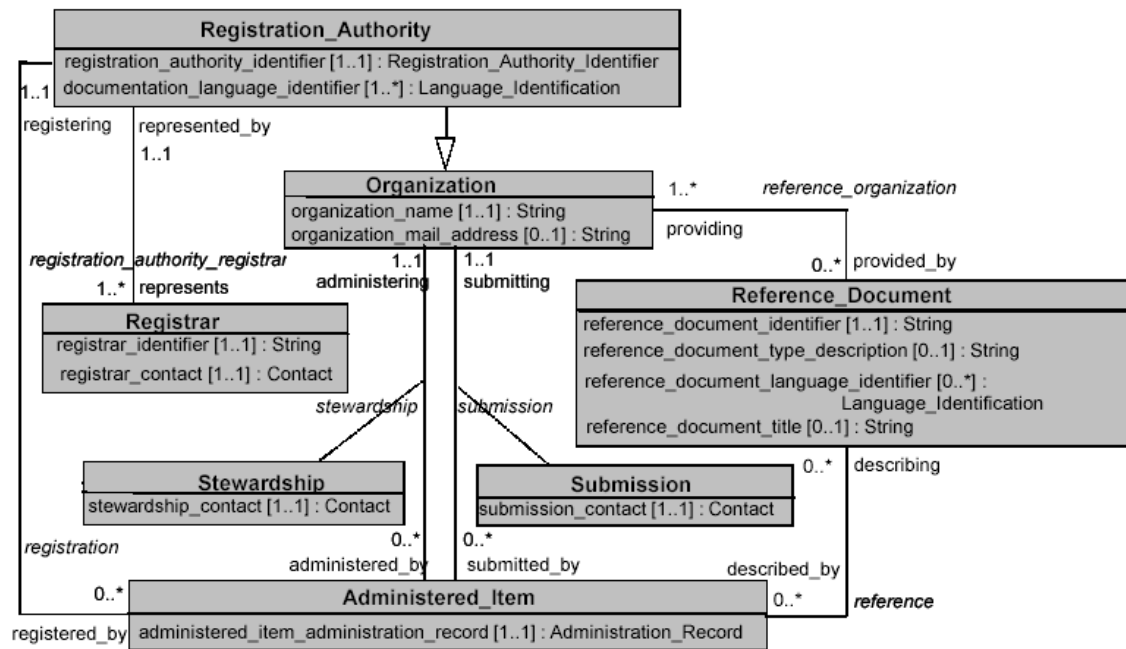 Registration_Authority
registration_authority_identifier [1..1] : Registration_Authority_Identifier
documentation_language_identifier [1..*] : Language_Identification
1..1
registering
represented_by
1..1
Organization
organization_name [1..1] : String
organization_mail_address [0..1] : String
1..*
reference_organization
providing
registration_authority_registrar
1..* represents
1..1
administering
1..1
submitting
0..* provided_by
Registrar
registrar_identifier [1..1] : String
registrar_contact [1..1] : Contact
Reference_Document
reference_document_identifier [1..1] : String
reference_document_type_description [0..1] : String
reference_document_language_identifier [0..*] :
Language_Identification
reference_document_title [0..1] : String
stewardship
submission
Stewardship
stewardship_contact [1..1] : Contact
Submission
submission_contact [1..1] : Contact
0..* describing
registration
0..*
administered_by
0..*
submitted_by
described_by
0..*
reference
0..*
registered_by
Administered_Item
administered_item_administration_record [1..1] : Administration_Record